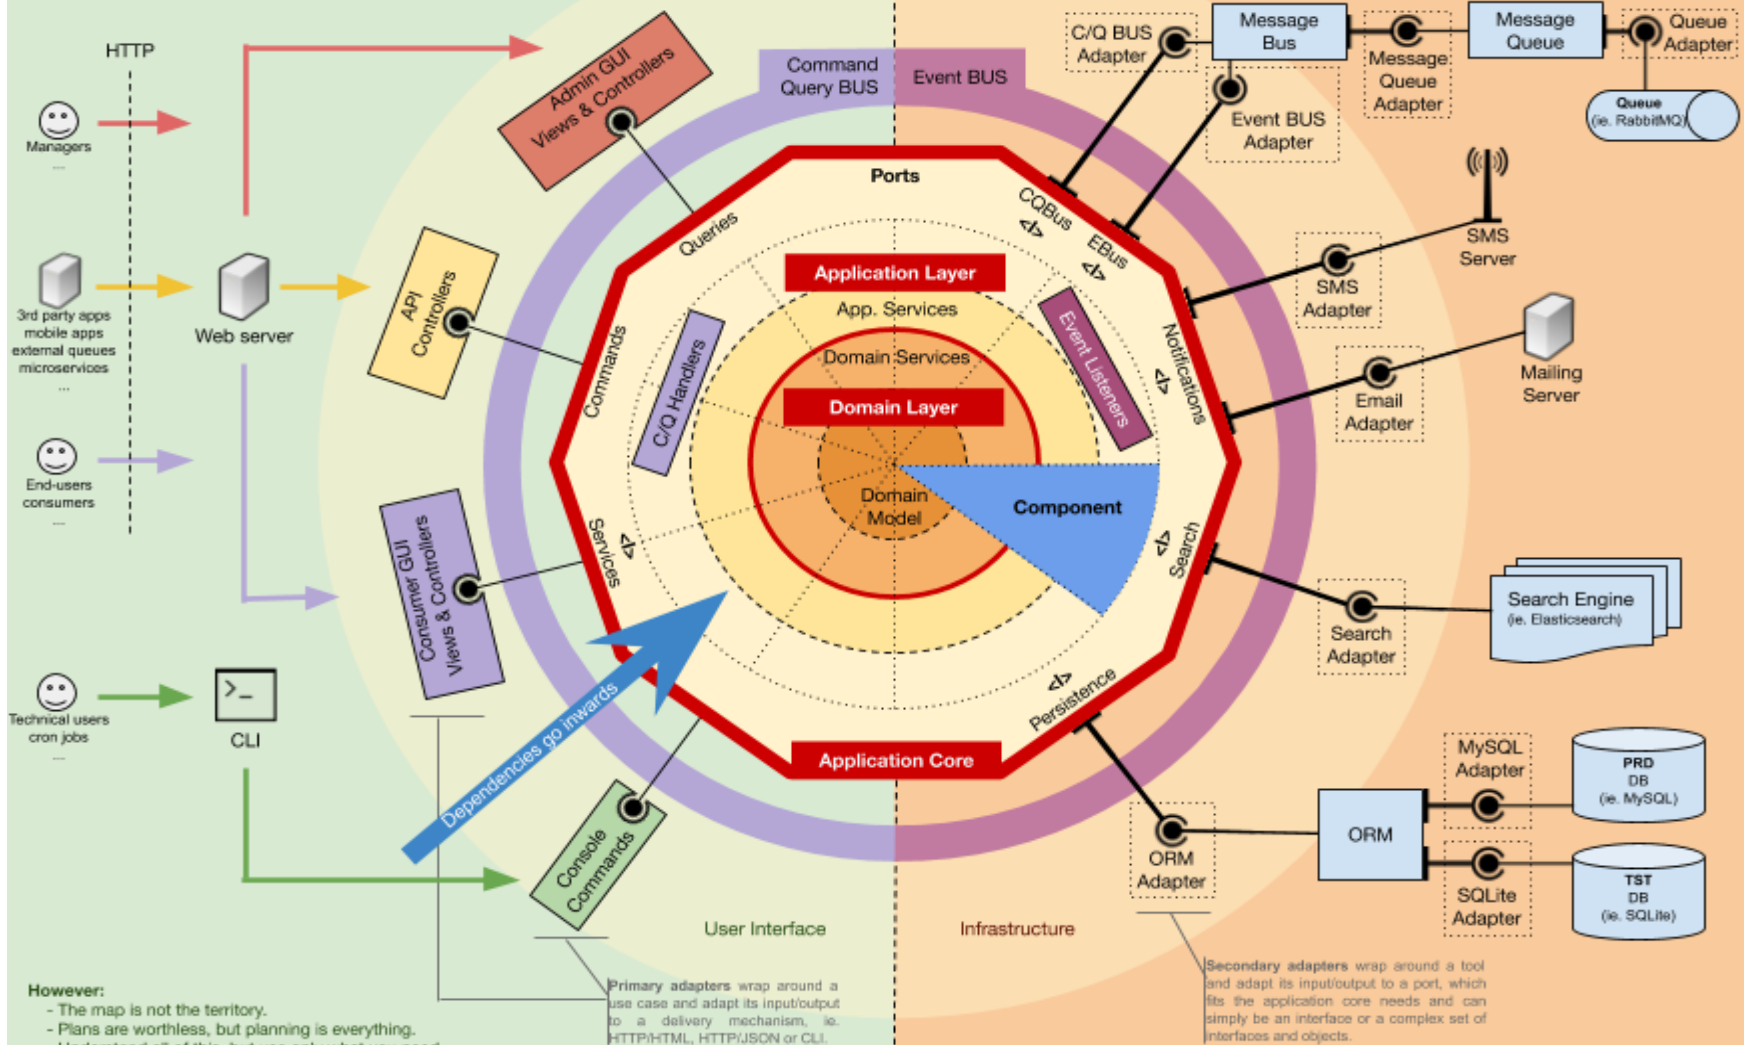 HTTP
Managers
....
3rd party apps
mobile apps
external queues
microservices
...
End-users
consumers
....
Technical users
cron jobs
....
Web server
>_
CLI
Admin GUI
Views & Controllers
API
Controllers
Consumer GUI
Views & Controllers
Console
Commands
Dependencies go inwards
Command
Query BUS
Event BUS
Ports
Queries
Commands
Services
</>
CQBus
</>
EBus
</>
Notifications
</>
Search
</>
Persistence
</>
Application Layer
App. Services
C/Q Handlers
Event Listeners
Domain Services
Domain Layer
Domain
Model
Component
Application Core
User Interface
Infrastructure
C/Q BUS
Adapter
Message
Bus
Event BUS
Adapter
Message
Queue
Adapter
Message
Queue
Queue
Adapter
Queue
(ie. RabbitMQ)
SMS
Server
SMS
Adapter
Mailing
Server
Email
Adapter
Search
Adapter
Search Engine
(ie. Elasticsearch)
ORM
Adapter
ORM
MySQL
Adapter
PRD
DB
(ie. MySQL)
SQLite
Adapter
TST
DB
(ie. SQLite)
However:
- The map is not the territory.
- Plans are worthless, but planning is everything.
Primary adapters wrap around a
use case and adapt its input/output
to a delivery mechanism, ie.
HTTP/HTML, HTTP/JSON or CLI.
Secondary adapters wrap around a tool
and adapt its input/output to a port, which
fits the application core needs and can
simply be an interface or a complex set of
interfaces and objects.